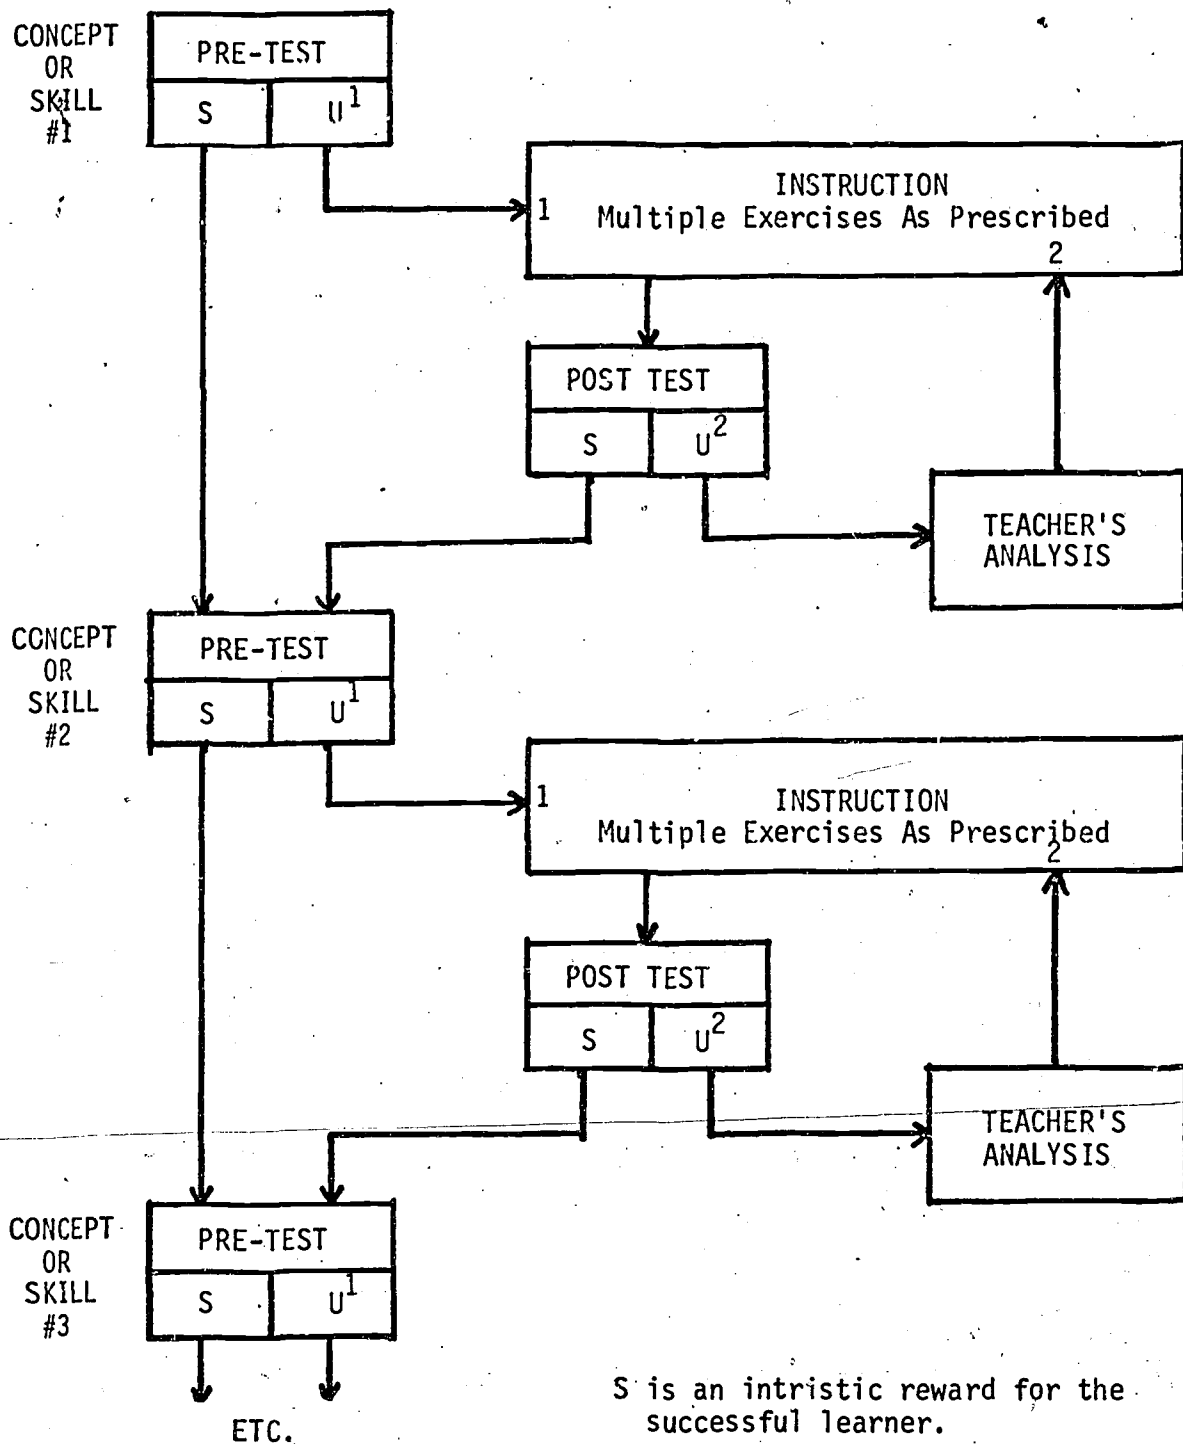 CONCEPT
OR
SKILL
#1
PRE-TEST
S U¹
INSTRUCTION
1 Multiple Exercises As Prescribed
2
POST TEST
S U²
TEACHER'S
ANALYSIS
CONCEPT
OR
SKILL
#2
PRE-TEST
S U¹
INSTRUCTION
1 Multiple Exercises As Prescribed
2
POST TEST
S U²
TEACHER'S
ANALYSIS
CONCEPT
OR
SKILL
#3
PRE-TEST
S U¹
ETC.
S is an intristic reward for the
successful learner.